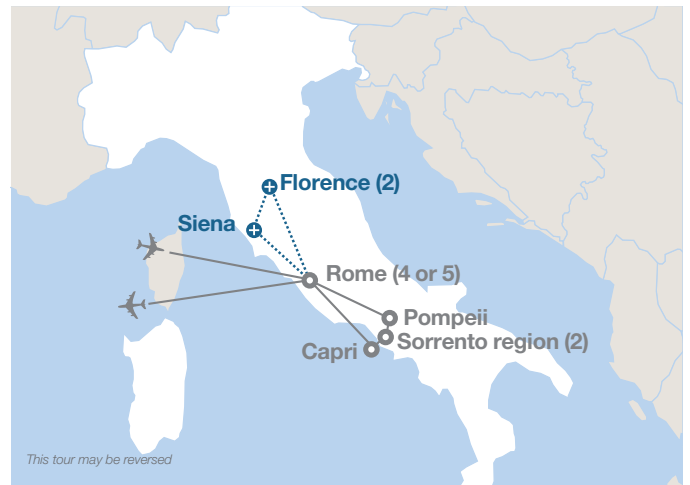 Florence (2)
Siena
Rome (4 or 5)
Pompeii
Sorrento region (2)
Capri
This tour may be reversed